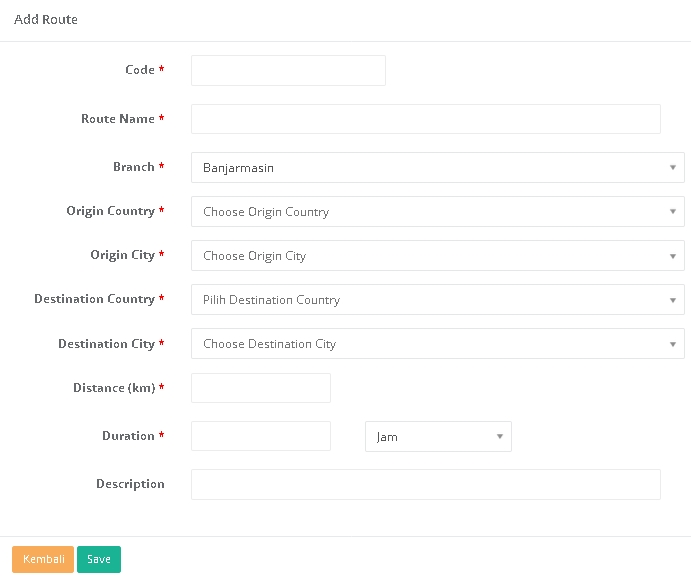 Add Route
Code *
Route Name *
Branch * Banjarmasin
Origin Country * Choose Origin Country
Origin City * Choose Origin City
Destination Country * Pilih Destination Country
Destination City * Choose Destination City
Distance (km) *
Duration * Jam
Description
Kembali Save